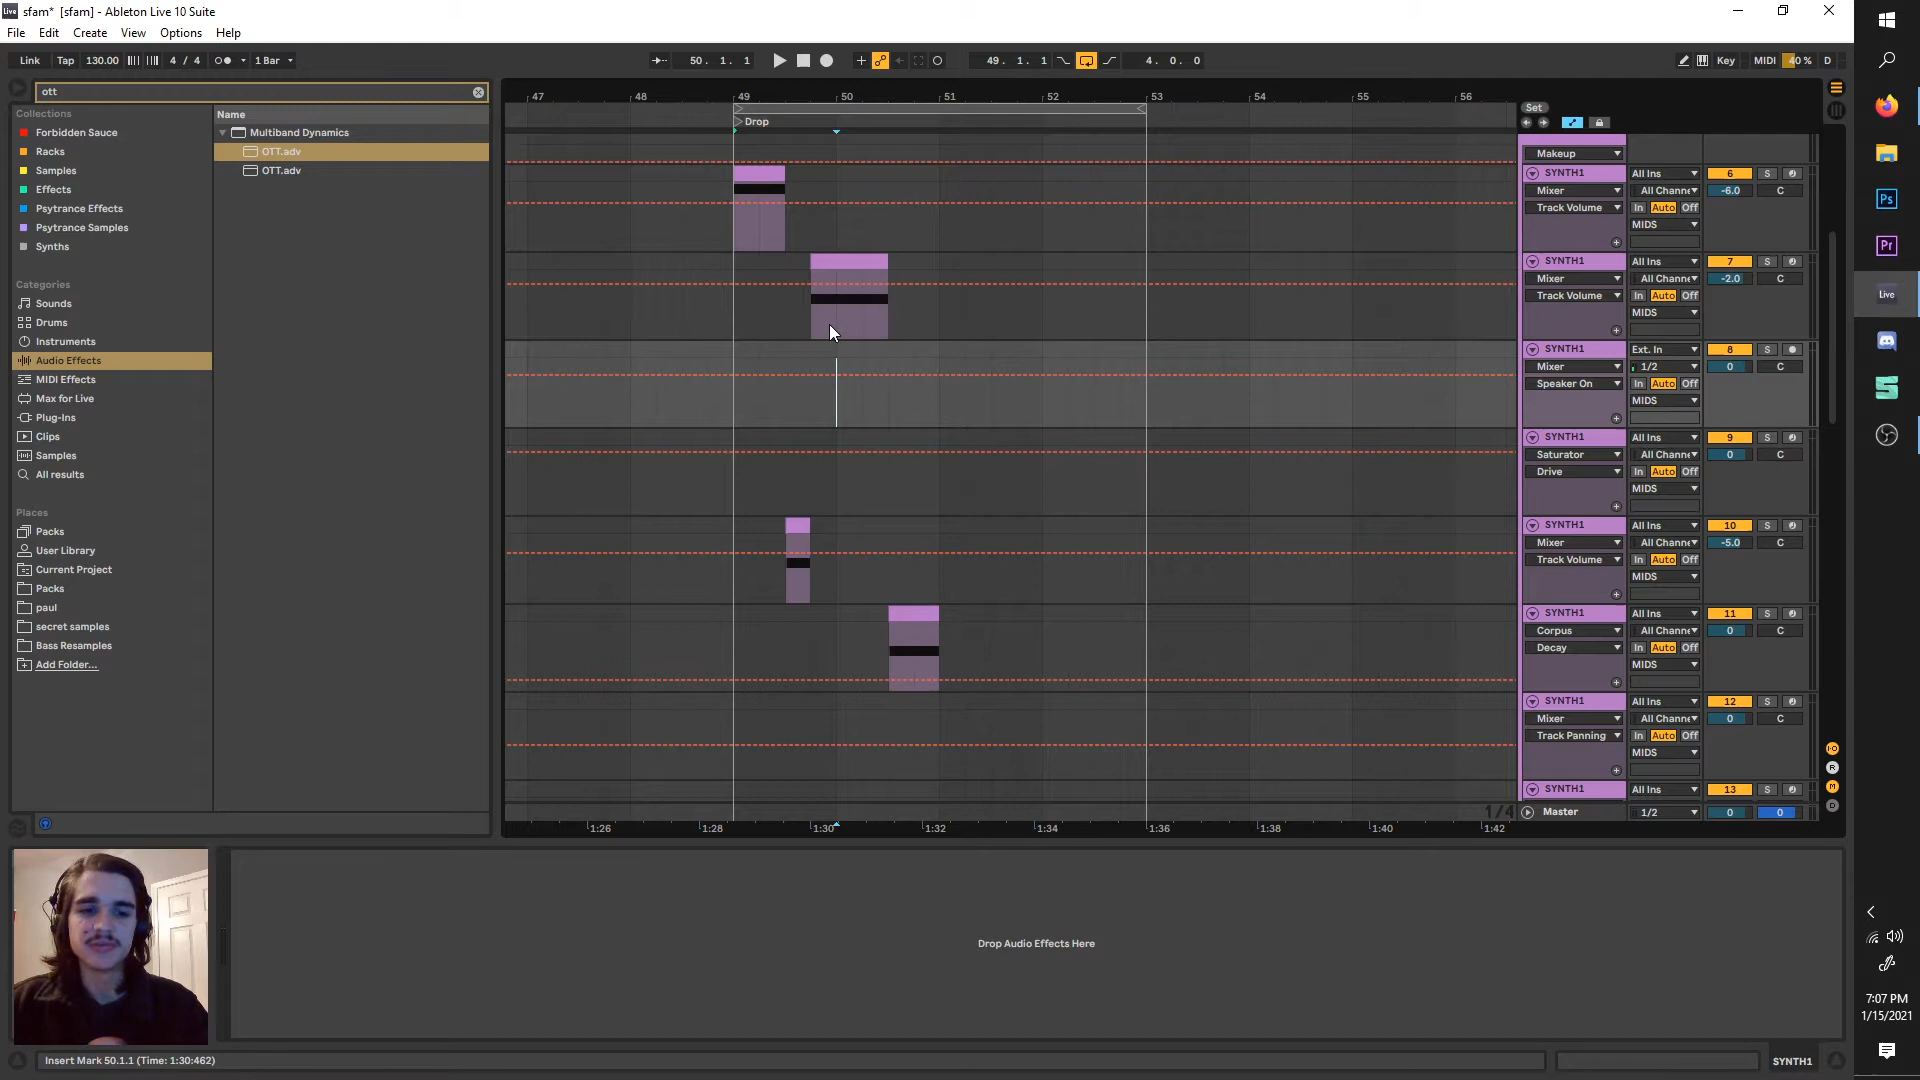 sfam* [sfam] - Ableton Live 10 Suite
File Edit Create View Options Help
Link Tap 130.00 4 / 4 1 Bar 50. 1. 1 49. 1. 1 4. 0. 0 Key MIDI 40 % D
ott
Collections
Forbidden Sauce
Racks
Samples
Effects
Psytrance Effects
Psytrance Samples
Synths
Categories
Sounds
Drums
Instruments
Audio Effects
MIDI Effects
Max for Live
Plug-Ins
Clips
Samples
All results
Places
Packs
User Library
Current Project
Packs
paul
secret samples
Bass Resamples
Add Folder...
Name
Multiband Dynamics
OTT.adv
OTT.adv
47 48 49 50 51 52 53 54 55 56
Drop
Set
Makeup
SYNTH1 All Ins 6 S
Mixer All Channe -6.0 C
Track Volume In Auto Off
MIDS
SYNTH1 All Ins 7 S
Mixer All Channe -2.0 C
Track Volume In Auto Off
MIDS
SYNTH1 Ext. In 8 S
Mixer 1/2 0 C
Speaker On In Auto Off
MIDS
SYNTH1 All Ins 9 S
Saturator All Channe 0 C
Drive In Auto Off
MIDS
SYNTH1 All Ins 10 S
Mixer All Channe -5.0 C
Track Volume In Auto Off
MIDS
SYNTH1 All Ins 11 S
Corpus All Channe 0 C
Decay In Auto Off
MIDS
SYNTH1 All Ins 12 S
Mixer All Channe 0 C
Track Panning In Auto Off
MIDS
SYNTH1 All Ins 13 S
1/4 Master 1/2 0 0
I·O
R
M
D
1:26 1:28 1:30 1:32 1:34 1:36 1:38 1:40 1:42
Drop Audio Effects Here
Insert Mark 50.1.1 (Time: 1:30:462)
SYNTH1
Ps
Pr
Live
7:07 PM
1/15/2021